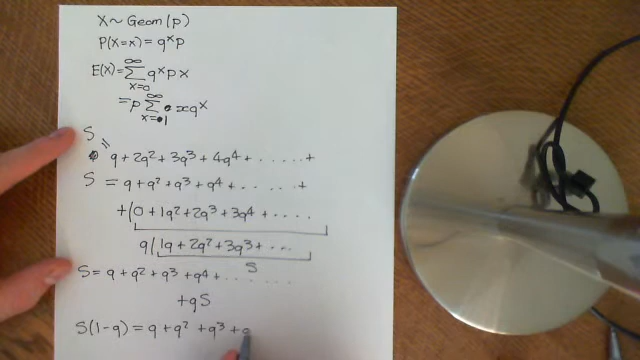 X ~ Geom(p)
P(X=x) = q^x p
E(X) = ∑_{x=0}^{∞} q^x p x
= p ∑_{x=1}^{∞} x q^x
S
=
q + 2q² + 3q³ + 4q⁴ + . . . . . . +
S = q + q² + q³ + q⁴ + . . . . . . +
+(0 + 1q² + 2q³ + 3q⁴ + . . . .
q(1q + 2q² + 3q³ + . . .
S
S = q + q² + q³ + q⁴ + . . . . . . .
+ qS
S(1-q) = q + q² + q³ +